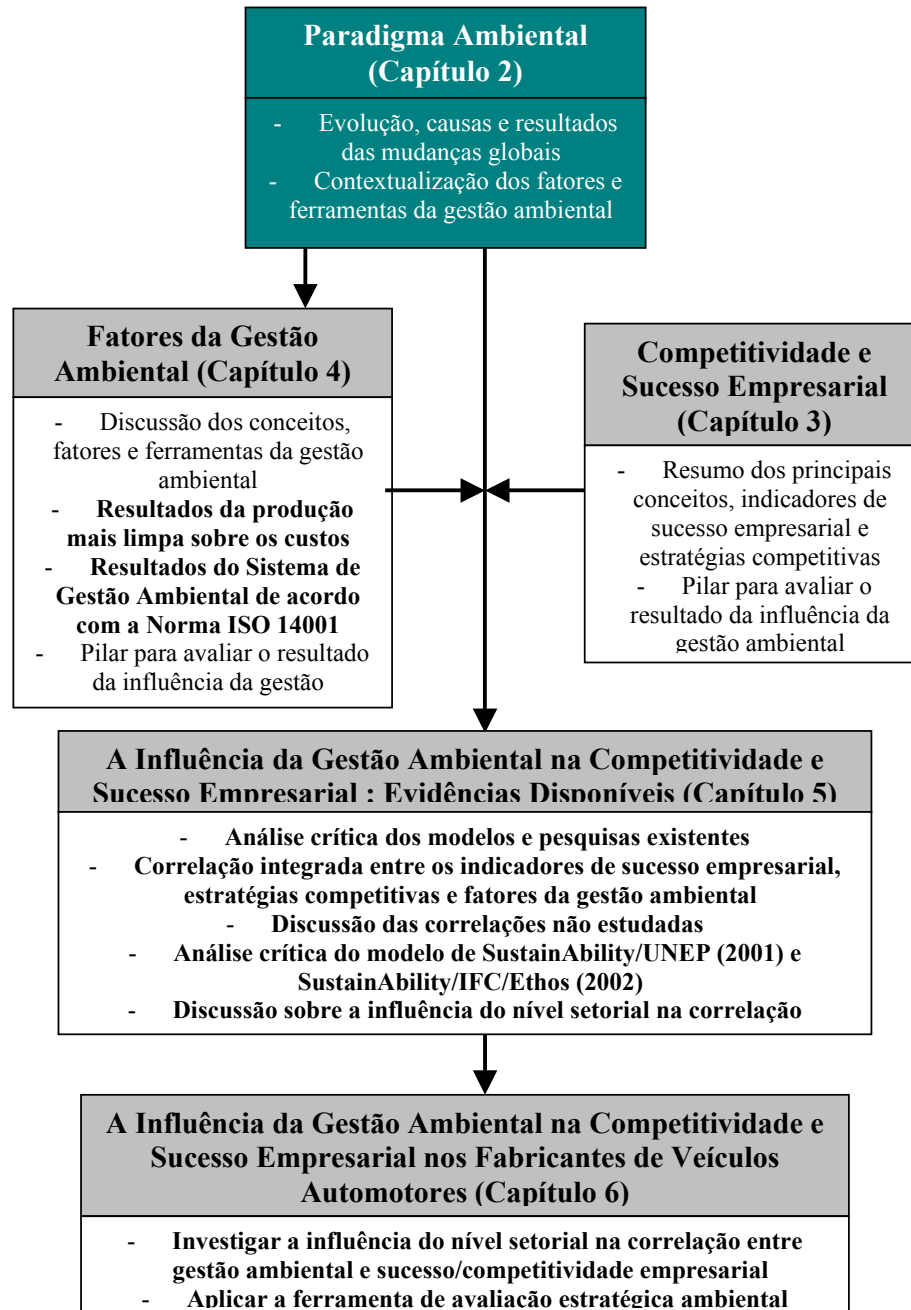 Paradigma Ambiental
(Capítulo 2)
- Evolução, causas e resultados
das mudanças globais
- Contextualização dos fatores e
ferramentas da gestão ambiental
Fatores da Gestão
Ambiental (Capítulo 4)
- Discussão dos conceitos,
fatores e ferramentas da gestão
ambiental
- Resultados da produção
mais limpa sobre os custos
- Resultados do Sistema de
Gestão Ambiental de acordo
com a Norma ISO 14001
- Pilar para avaliar o resultado
da influência da gestão
Competitividade e
Sucesso Empresarial
(Capítulo 3)
- Resumo dos principais
conceitos, indicadores de
sucesso empresarial e
estratégias competitivas
- Pilar para avaliar o
resultado da influência da
gestão ambiental
A Influência da Gestão Ambiental na Competitividade e
Sucesso Empresarial : Evidências Disponíveis (Capítulo 5)
- Análise crítica dos modelos e pesquisas existentes
- Correlação integrada entre os indicadores de sucesso empresarial,
estratégias competitivas e fatores da gestão ambiental
- Discussão das correlações não estudadas
- Análise crítica do modelo de SustainAbility/UNEP (2001) e
SustainAbility/IFC/Ethos (2002)
- Discussão sobre a influência do nível setorial na correlação
A Influência da Gestão Ambiental na Competitividade e
Sucesso Empresarial nos Fabricantes de Veículos
Automotores (Capítulo 6)
- Investigar a influência do nível setorial na correlação entre
gestão ambiental e sucesso/competitividade empresarial
- Aplicar a ferramenta de avaliação estratégica ambiental